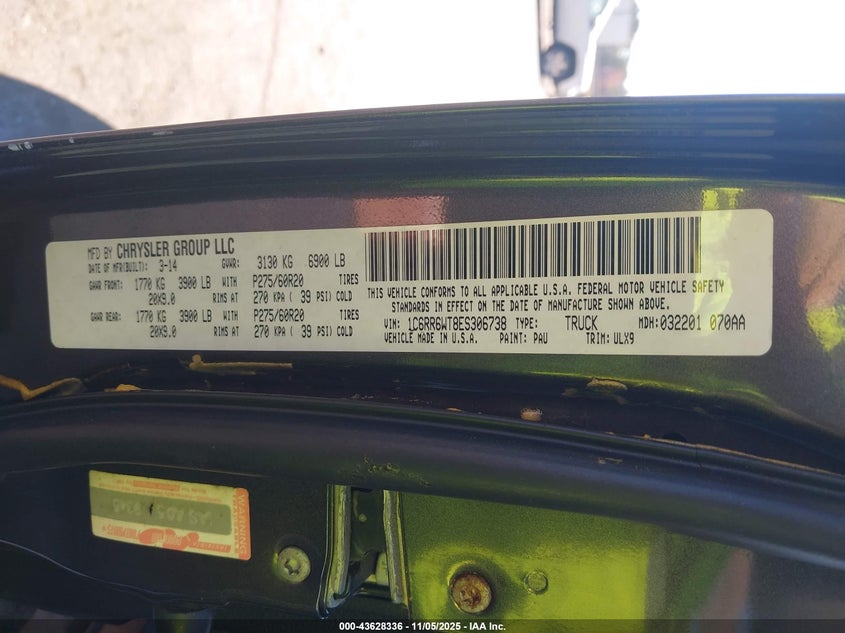 MFD BY CHRYSLER GROUP LLC
DATE OF MFR(BUILT): 3-14 GVWR: 3130 KG 6900 LB
GAWR FRONT: 1770 KG 3900 LB WITH P275/60R20 TIRES
20X9.0 RIMS AT 270 KPA ( 39 PSI) COLD
GAWR REAR: 1770 KG 3900 LB WITH P275/60R20 TIRES
20X9.0 RIMS AT 270 KPA ( 39 PSI) COLD
THIS VEHICLE CONFORMS TO ALL APPLICABLE U.S.A. FEDERAL MOTOR VEHICLE SAFETY
STANDARDS IN EFFECT ON THE DATE OF MANUFACTURE SHOWN ABOVE.
VIN: 1C6RR6WT8ES306738 TYPE: TRUCK MDH: 032201 070AA
VEHICLE MADE IN U.S.A. PAINT: PAU TRIM: ULX9
000-43628336 - 11/05/2025 - IAA Inc.